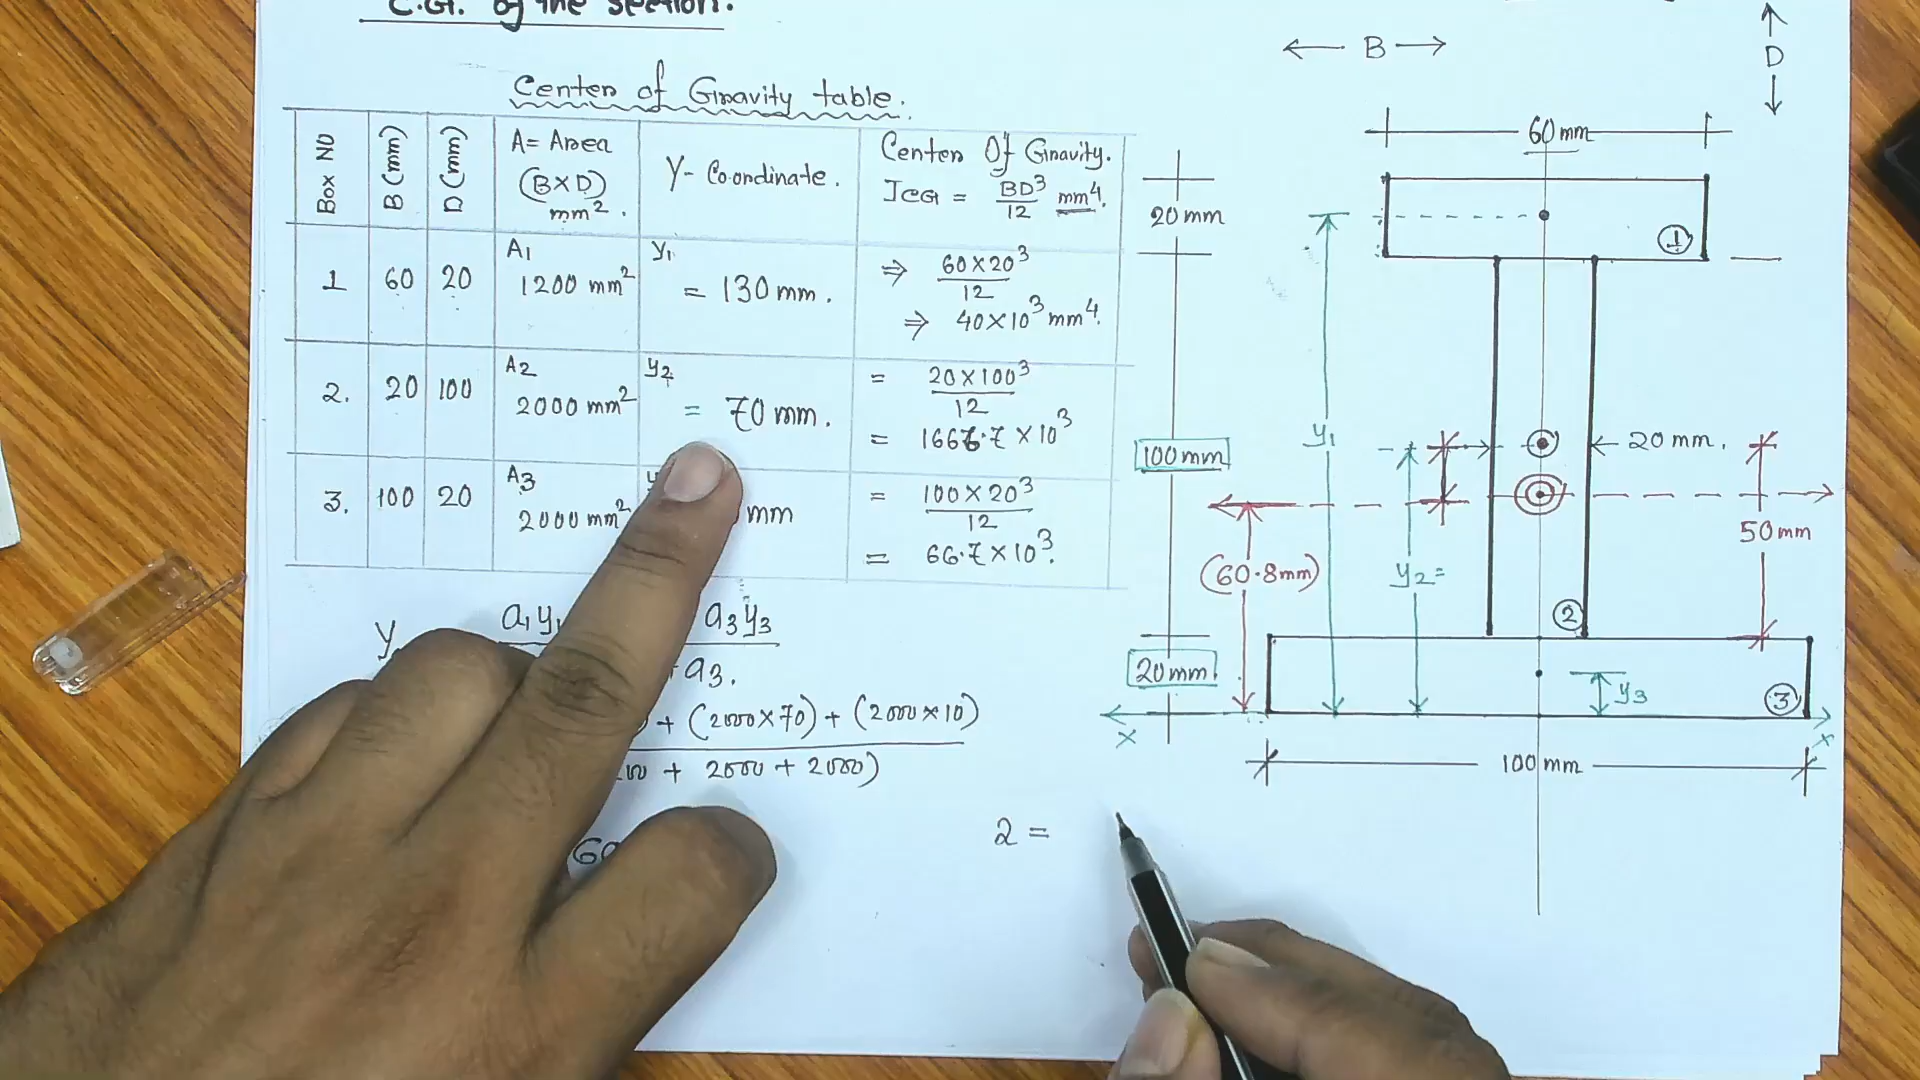 C.G. of the section.
Center of Gravity table.
Box NO
B (mm)
D (mm)
A = Area
(B×D)
mm².
Y- Coordinate.
Center Of Gravity.
ICG = BD³/12 mm⁴.
1
60
20
A1
1200 mm²
y1
= 130 mm.
⇒ 60×20³/12
⇒ 40×10³ mm⁴.
2.
20
100
A2
2000 mm²
y2
= 70 mm.
= 20×100³/12
= 1666.7 ×10³
3.
100
20
A3
2000 mm²
mm
= 100×20³/12
= 66.7×10³.
a1y1
a3y3
a3.
+ (2000×70) + (2000×10)
+ 2000 + 2000)
2 =
← B →
D
60 mm
20 mm
1
y1
100 mm
20 mm.
50 mm
(60.8mm)
y2=
2
20 mm
y3
3
x
x
100 mm